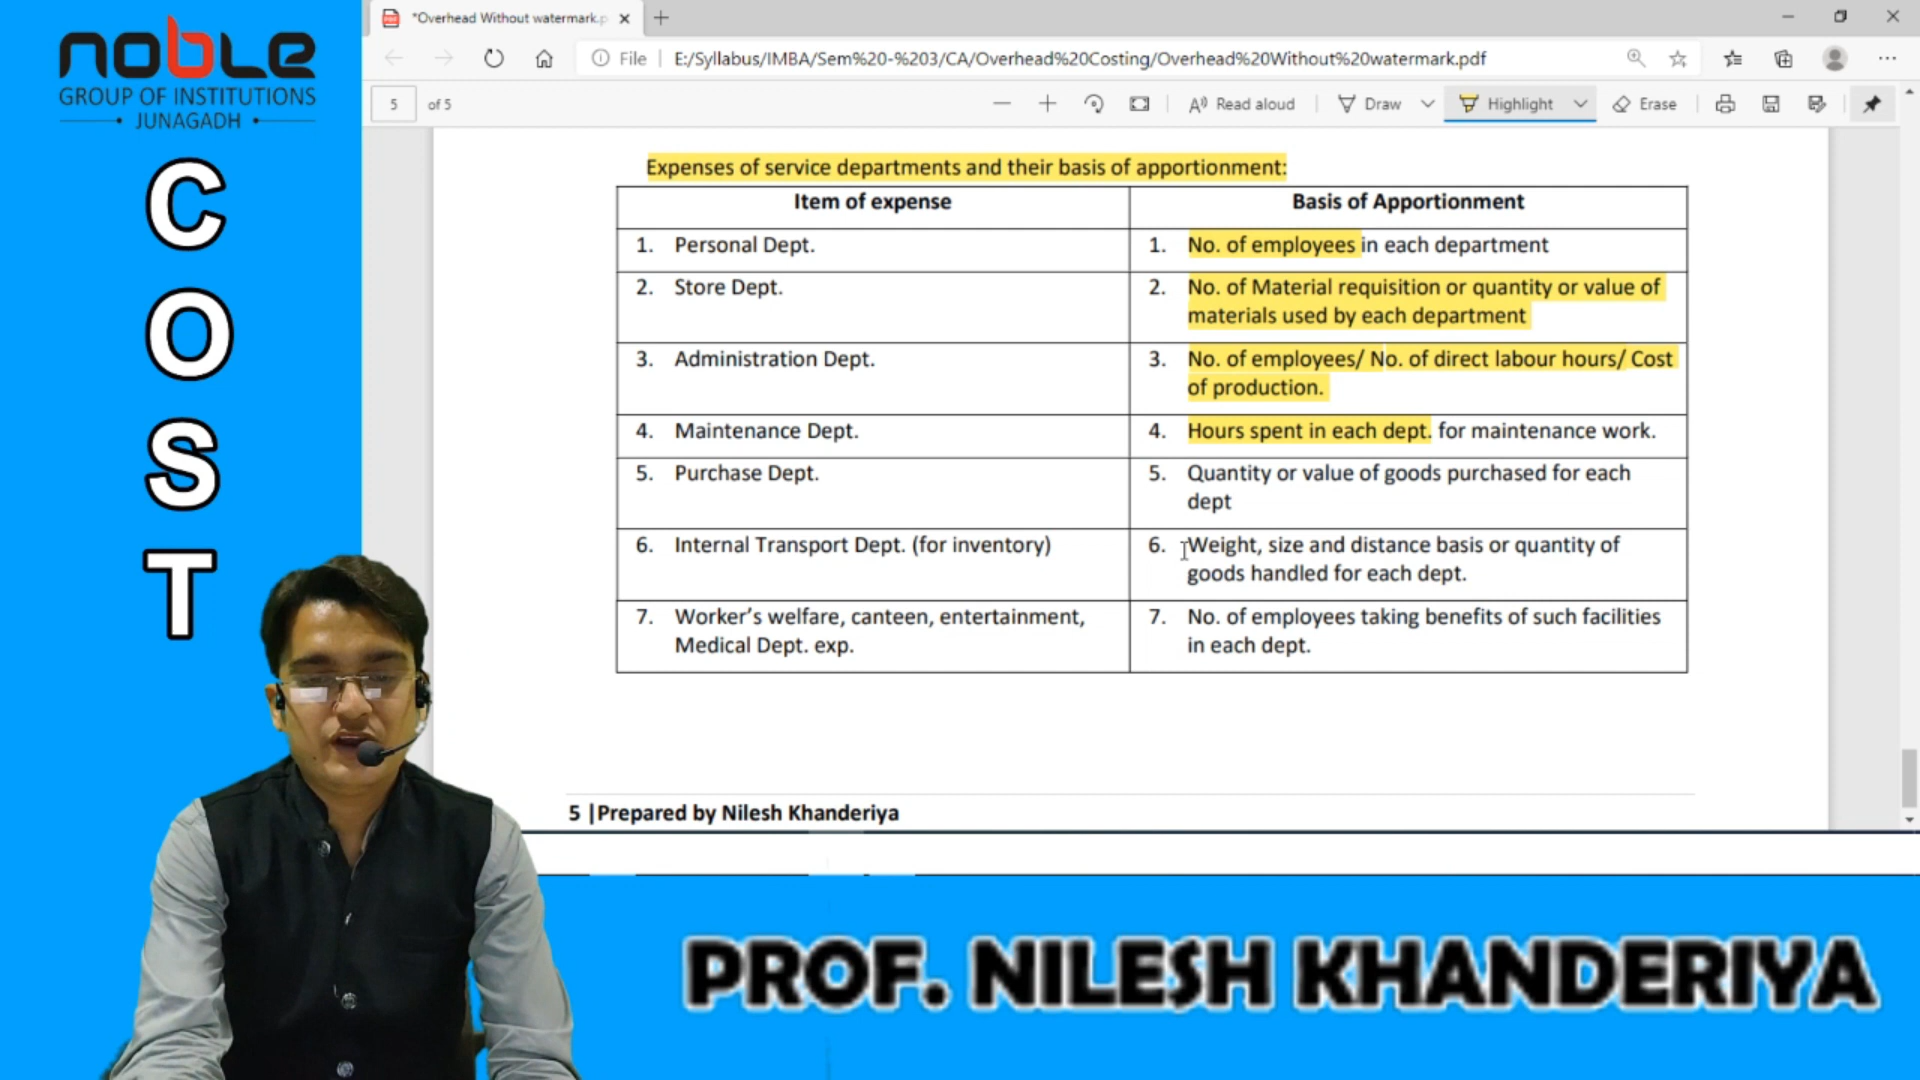 noble
GROUP OF INSTITUTIONS
JUNAGADH
COST
*Overhead Without watermark.p
File
E:/Syllabus/IMBA/Sem%20-%203/CA/Overhead%20Costing/Overhead%20Without%20watermark.pdf
5 of 5
Read aloud
Draw
Highlight
Erase
Expenses of service departments and their basis of apportionment:
Item of expense
Basis of Apportionment
1. Personal Dept.
1. No. of employees in each department
2. Store Dept.
2. No. of Material requisition or quantity or value of
materials used by each department
3. Administration Dept.
3. No. of employees/ No. of direct labour hours/ Cost
of production.
4. Maintenance Dept.
4. Hours spent in each dept. for maintenance work.
5. Purchase Dept.
5. Quantity or value of goods purchased for each
dept
6. Internal Transport Dept. (for inventory)
6. Weight, size and distance basis or quantity of
goods handled for each dept.
7. Worker’s welfare, canteen, entertainment,
Medical Dept. exp.
7. No. of employees taking benefits of such facilities
in each dept.
5 |Prepared by Nilesh Khanderiya
PROF. NILESH KHANDERIYA